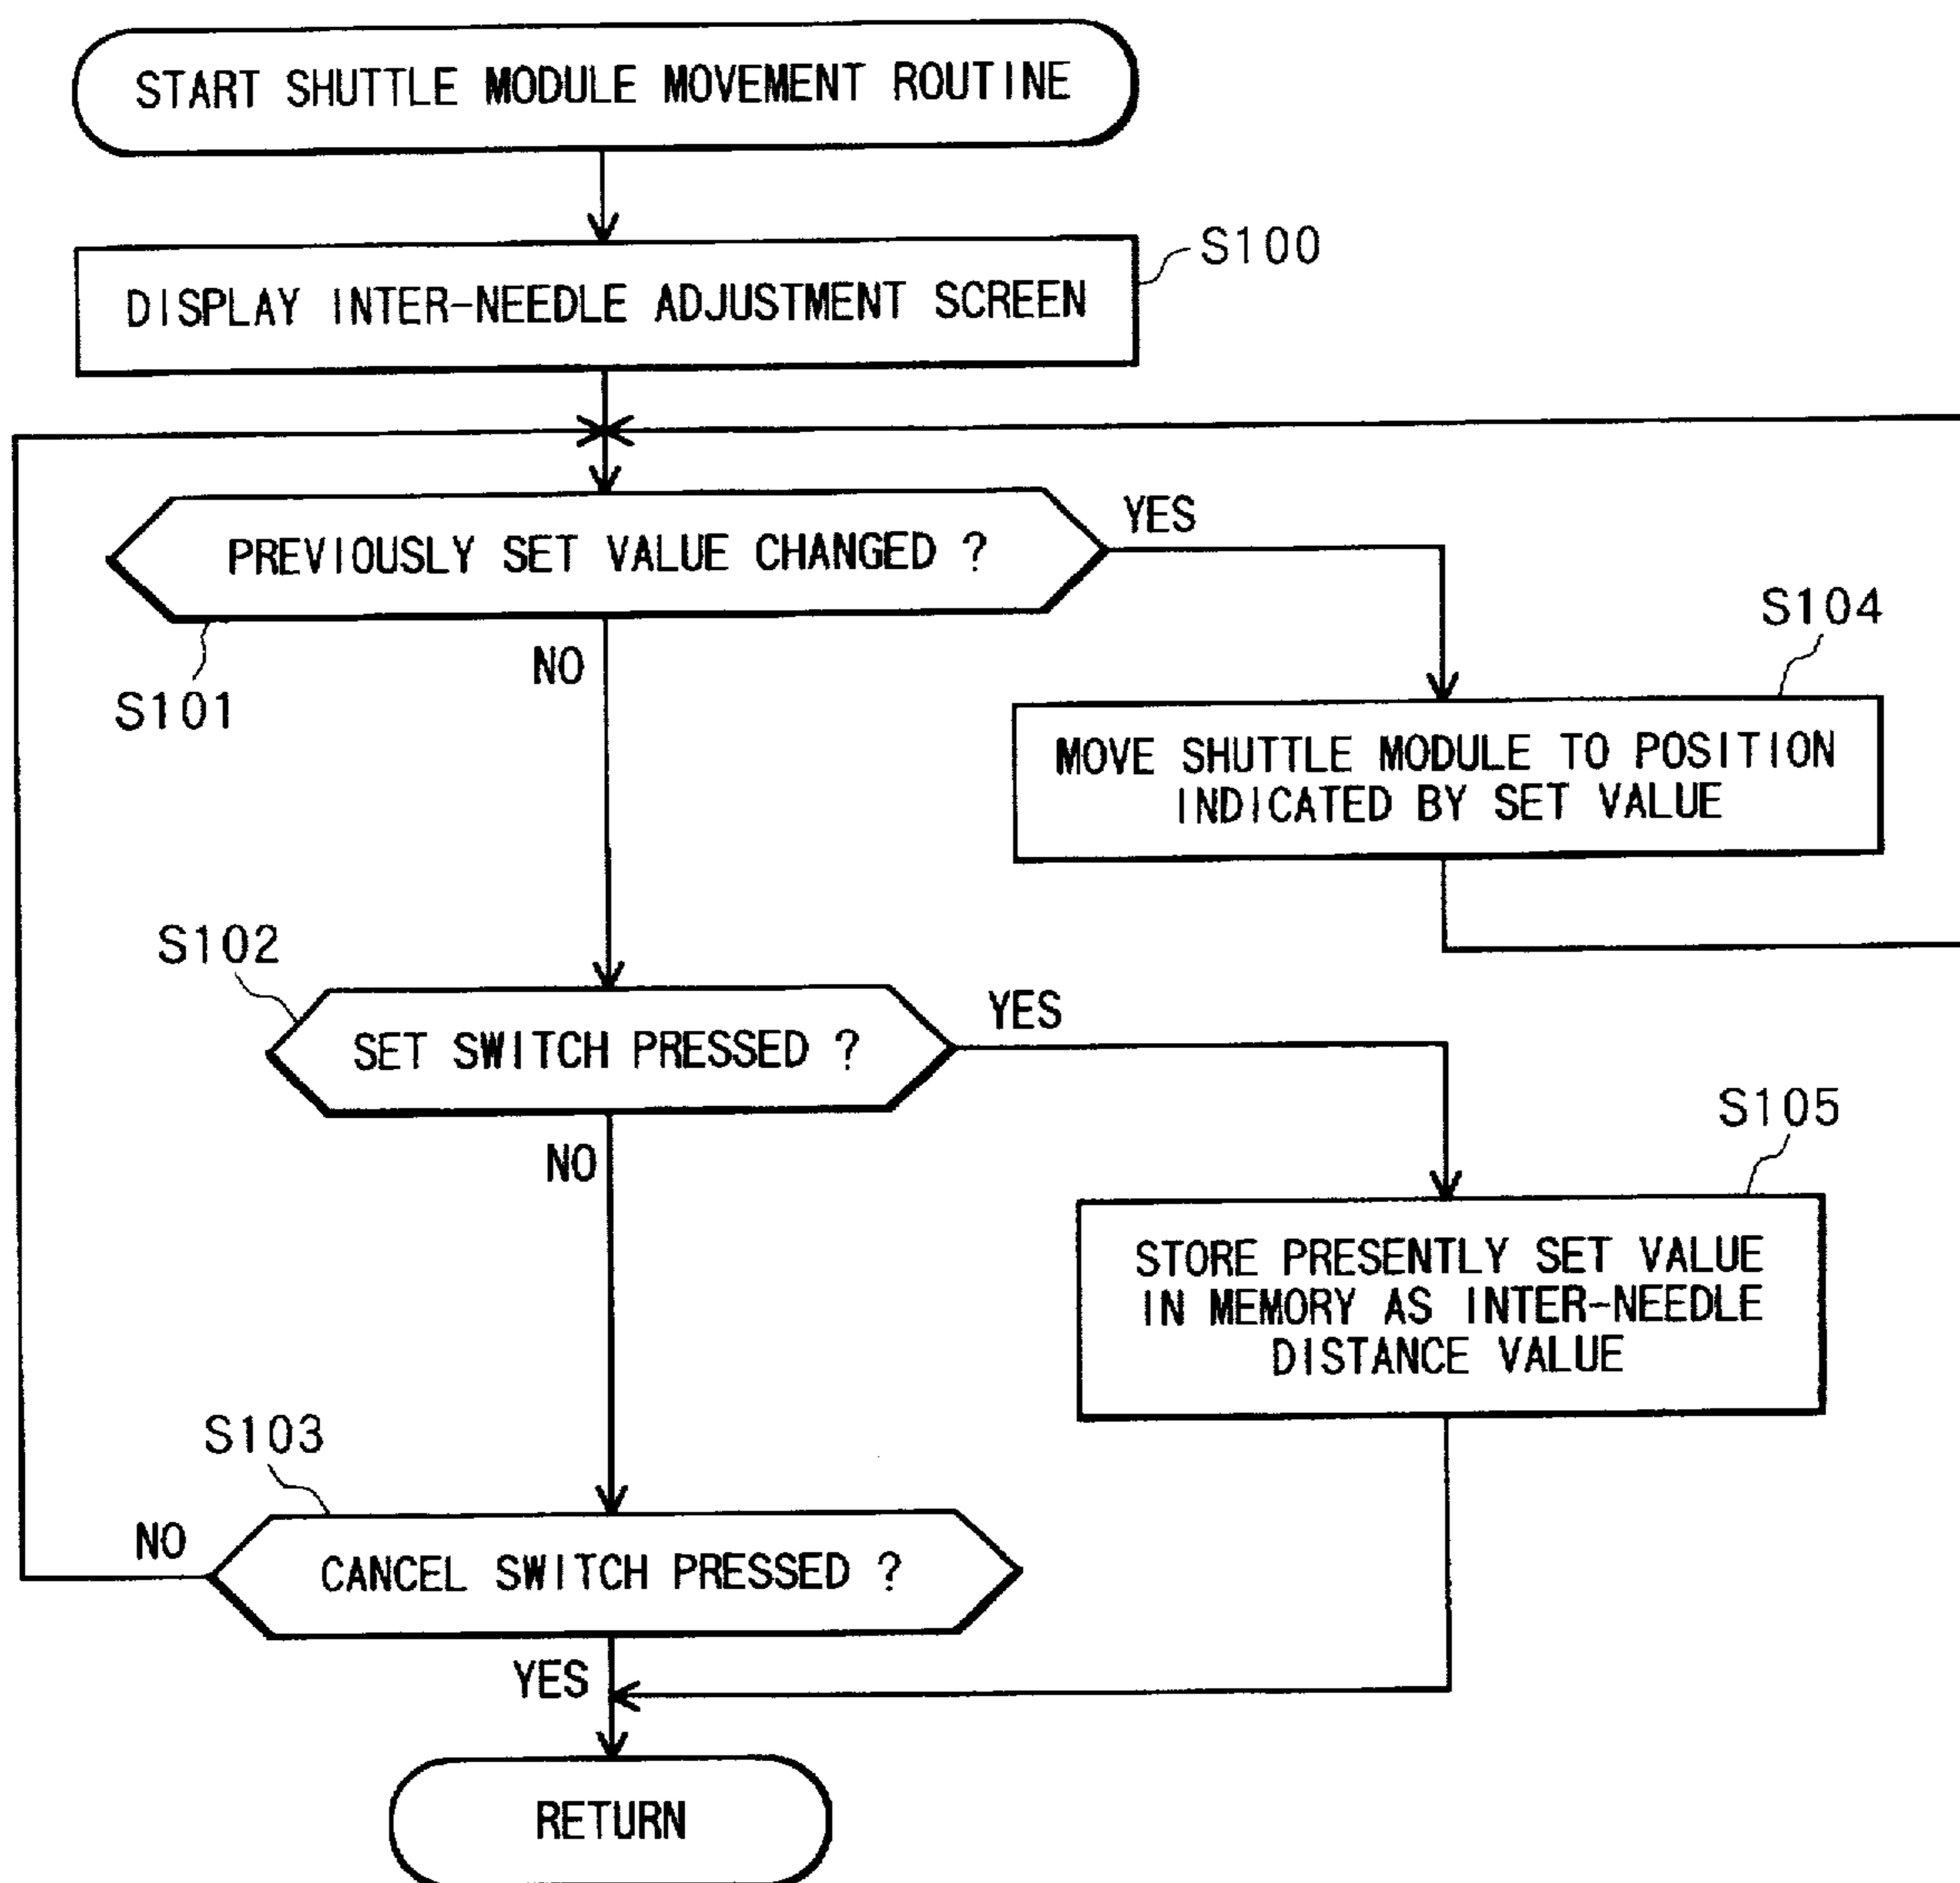 START SHUTTLE MODULE MOVEMENT ROUTINE
S100
DISPLAY INTER-NEEDLE ADJUSTMENT SCREEN
YES
PREVIOUSLY SET VALUE CHANGED ?
S104
NO
S101
MOVE SHUTTLE MODULE TO POSITION
INDICATED BY SET VALUE
S102
YES
SET SWITCH PRESSED ?
S105
NO
STORE PRESENTLY SET VALUE
IN MEMORY AS INTER-NEEDLE
DISTANCE VALUE
S103
NO
CANCEL SWITCH PRESSED ?
YES
RETURN